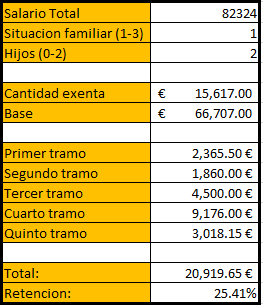 Salario Total 82324
Situacion familiar (1-3) 1
Hijos (0-2) 2
Cantidad exenta € 15,617.00
Base € 66,707.00
Primer tramo 2,365.50 €
Segundo tramo 1,860.00 €
Tercer tramo 4,500.00 €
Cuarto tramo 9,176.00 €
Quinto tramo 3,018.15 €
Total: 20,919.65 €
Retencion: 25.41%